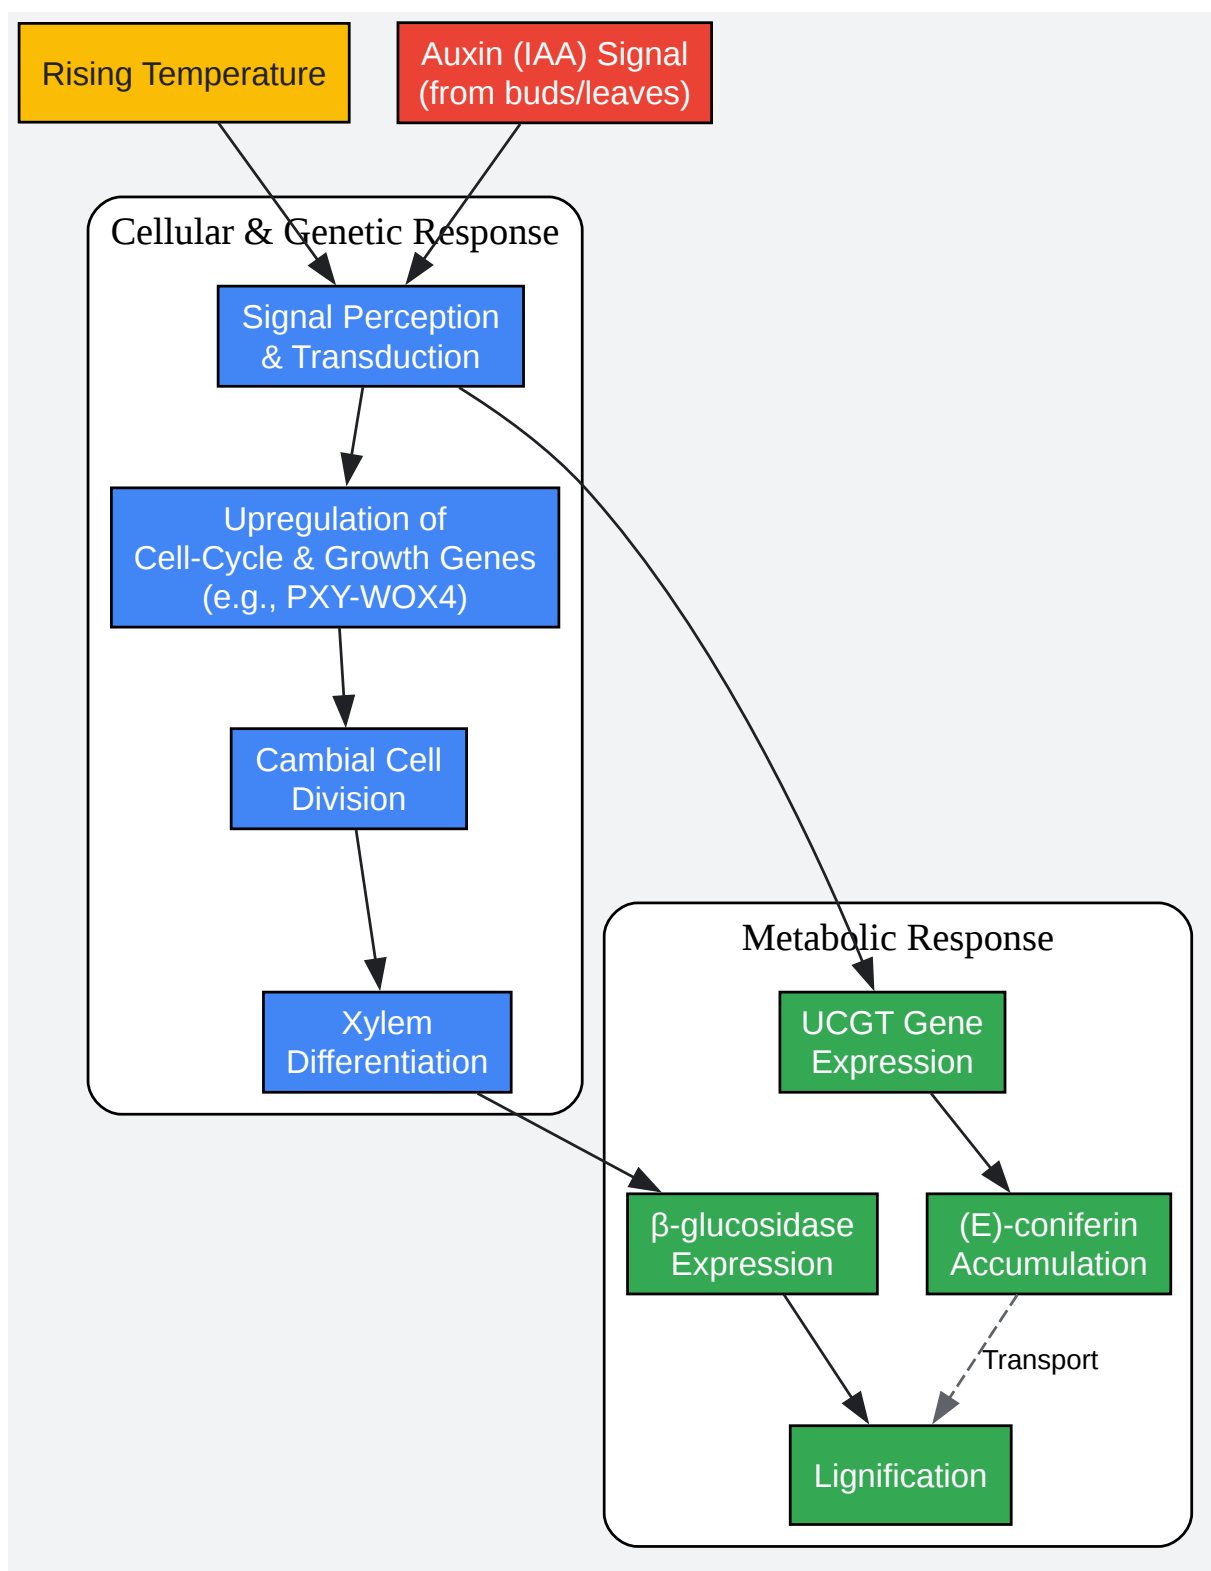 Rising Temperature
Auxin (IAA) Signal
(from buds/leaves)
Cellular & Genetic Response
Signal Perception
& Transduction
Upregulation of
Cell-Cycle & Growth Genes
(e.g., PXY-WOX4)
Cambial Cell
Division
Xylem
Differentiation
Metabolic Response
UCGT Gene
Expression
β-glucosidase
Expression
(E)-coniferin
Accumulation
Transport
Lignification